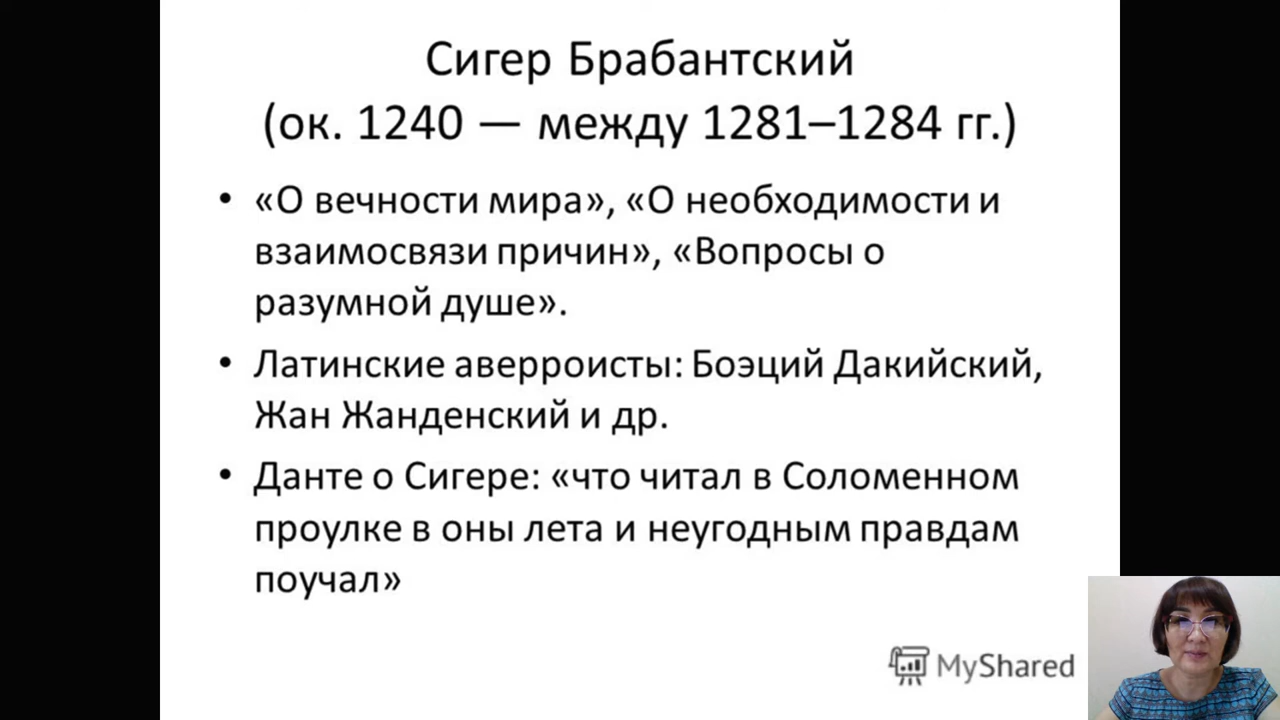 Сигер Брабантский
(ок. 1240 — между 1281–1284 гг.)
• «О вечности мира», «О необходимости и
взаимосвязи причин», «Вопросы о
разумной душе».
• Латинские аверроисты: Боэций Дакийский,
Жан Жанденский и др.
• Данте о Сигере: «что читал в Соломенном
проулке в оны лета и неугодным правдам
поучал»
MyShared